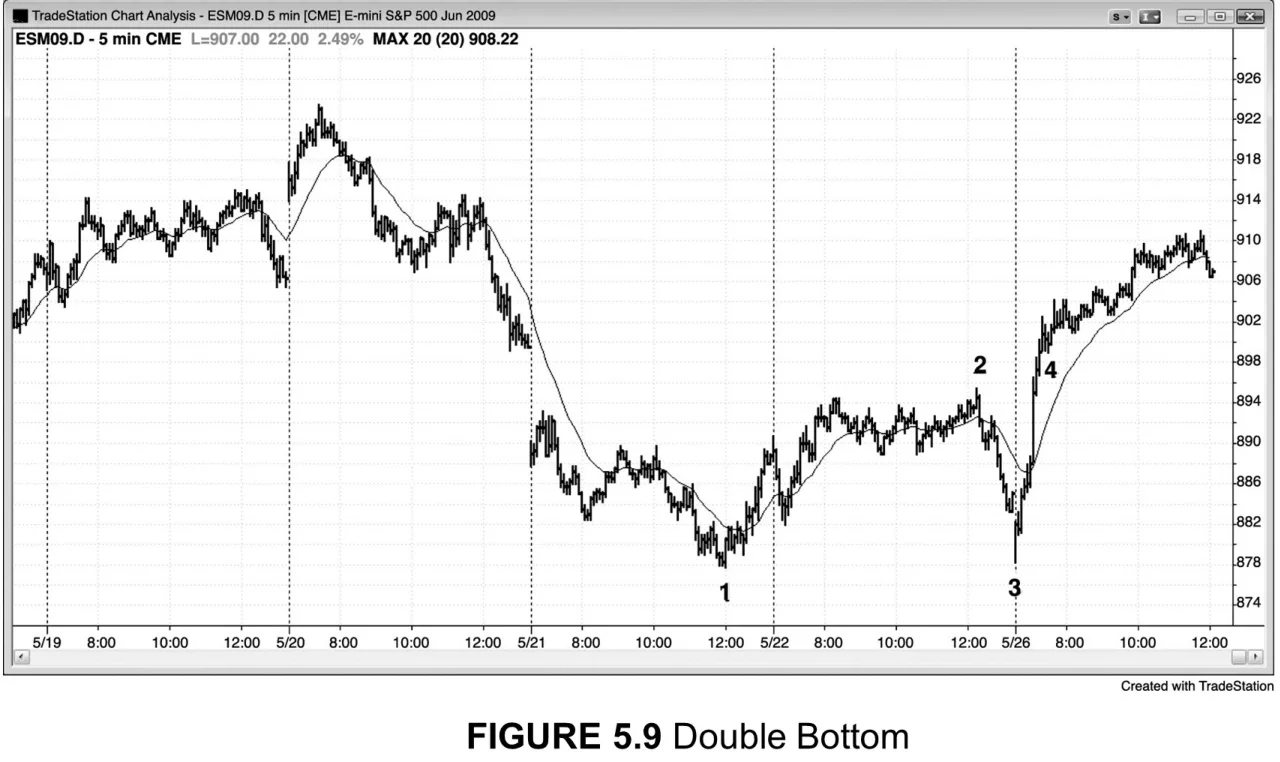 TradeStation Chart Analysis - ESM09.D 5 min [CME] E-mini S&P 500 Jun 2009
S
I
ESM09.D - 5 min CME L=907.00 22.00 2.49% MAX 20 (20) 908.22
926
922
918
914
910
906
902
898
894
890
886
882
878
874
2
4
1
3
5/19 8:00 10:00 12:00 5/20 8:00 10:00 12:00 5/21 8:00 10:00 12:00 5/22 8:00 10:00 12:00 5/26 8:00 10:00 12:00
Created with TradeStation
FIGURE 5.9 Double Bottom